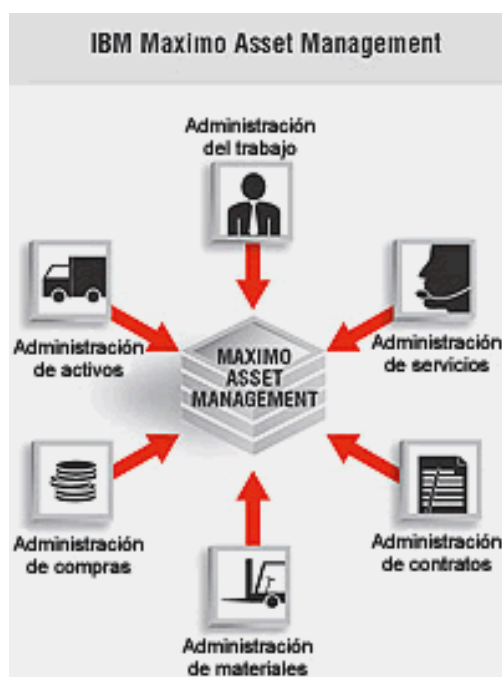 IBM Maximo Asset Management
Administración
del trabajo
Administración
de activos
Administración
de servicios
MAXIMO
ASSET
MANAGEMENT
Administración
de compras
Administración
de contratos
Administración
de materiales